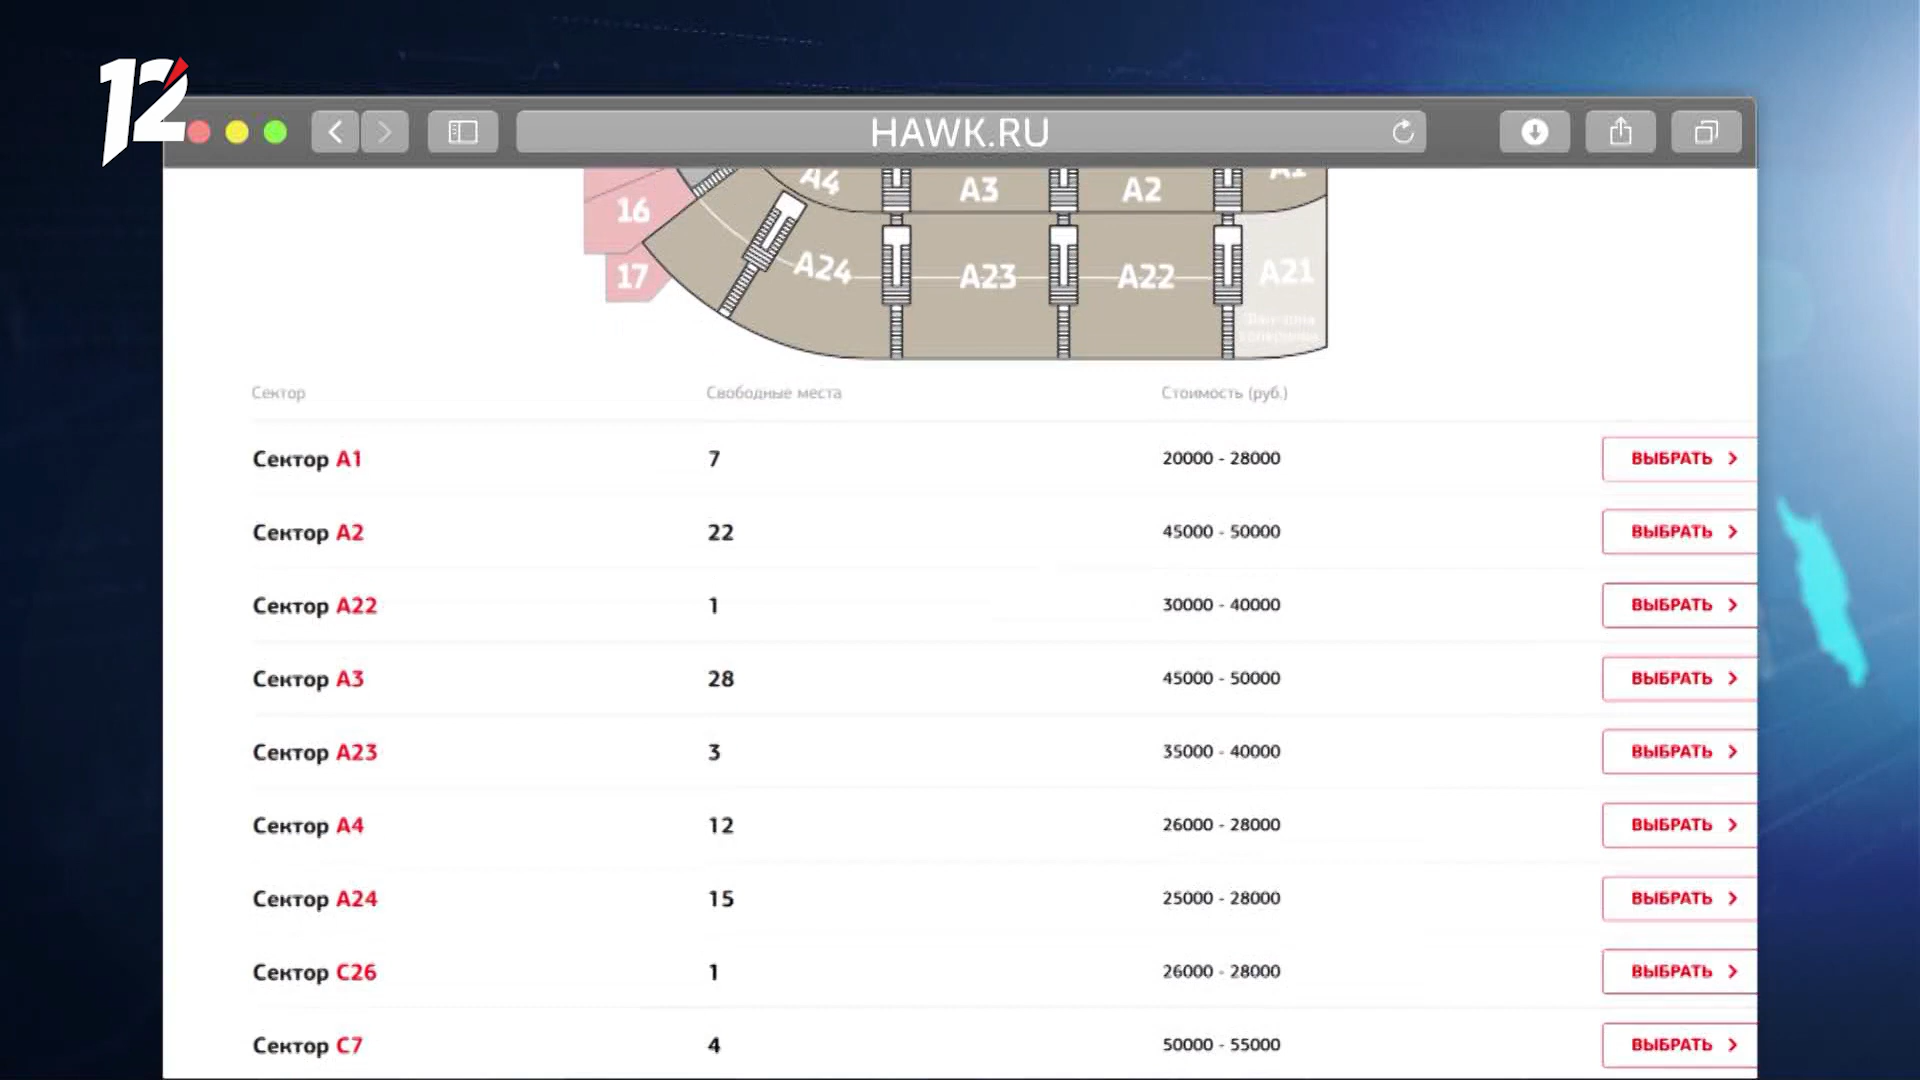 12
HAWK.RU
A4 A3 A2 A1
16
17 A24 A23 A22 A21
Сектор Свободные места Стоимость (руб.)
Сектор A1 7 20000 - 28000 ВЫБРАТЬ
Сектор A2 22 45000 - 50000 ВЫБРАТЬ
Сектор A22 1 30000 - 40000 ВЫБРАТЬ
Сектор A3 28 45000 - 50000 ВЫБРАТЬ
Сектор A23 3 35000 - 40000 ВЫБРАТЬ
Сектор A4 12 26000 - 28000 ВЫБРАТЬ
Сектор A24 15 25000 - 28000 ВЫБРАТЬ
Сектор C26 1 26000 - 28000 ВЫБРАТЬ
Сектор C7 4 50000 - 55000 ВЫБРАТЬ